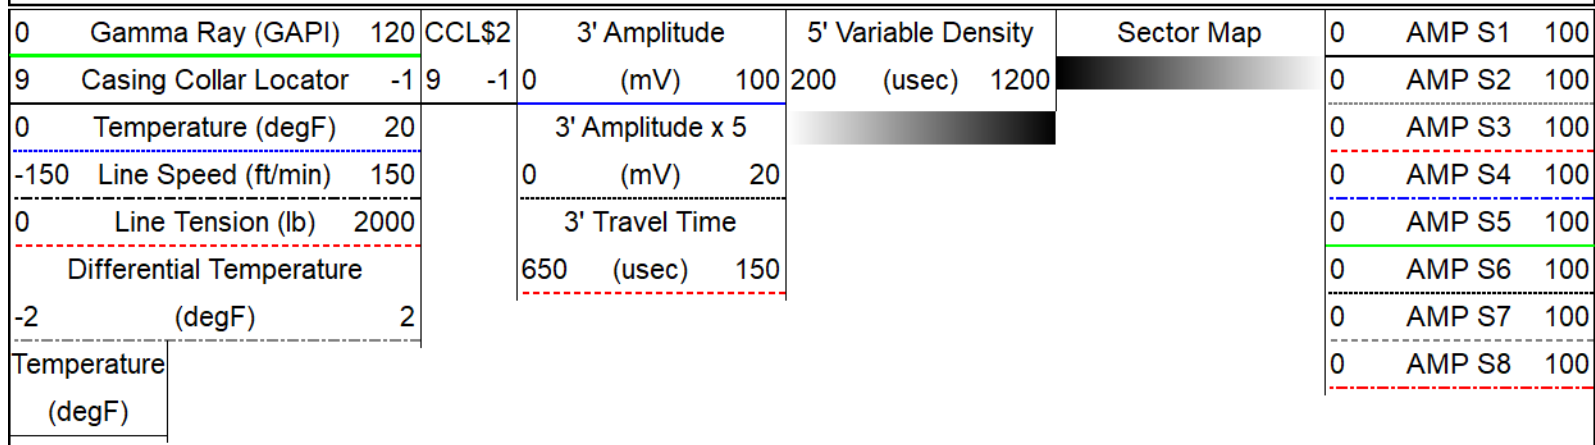 0 Gamma Ray (GAPI) 120 CCL$2 3' Amplitude 5' Variable Density Sector Map 0 AMP S1 100
9 Casing Collar Locator -1 9 -1 0 (mV) 100 200 (usec) 1200 0 AMP S2 100
0 Temperature (degF) 20 3' Amplitude x 5 0 AMP S3 100
-150 Line Speed (ft/min) 150 0 (mV) 20 0 AMP S4 100
0 Line Tension (lb) 2000 3' Travel Time 0 AMP S5 100
Differential Temperature 650 (usec) 150 0 AMP S6 100
-2 (degF) 2 0 AMP S7 100
Temperature 0 AMP S8 100
(degF)